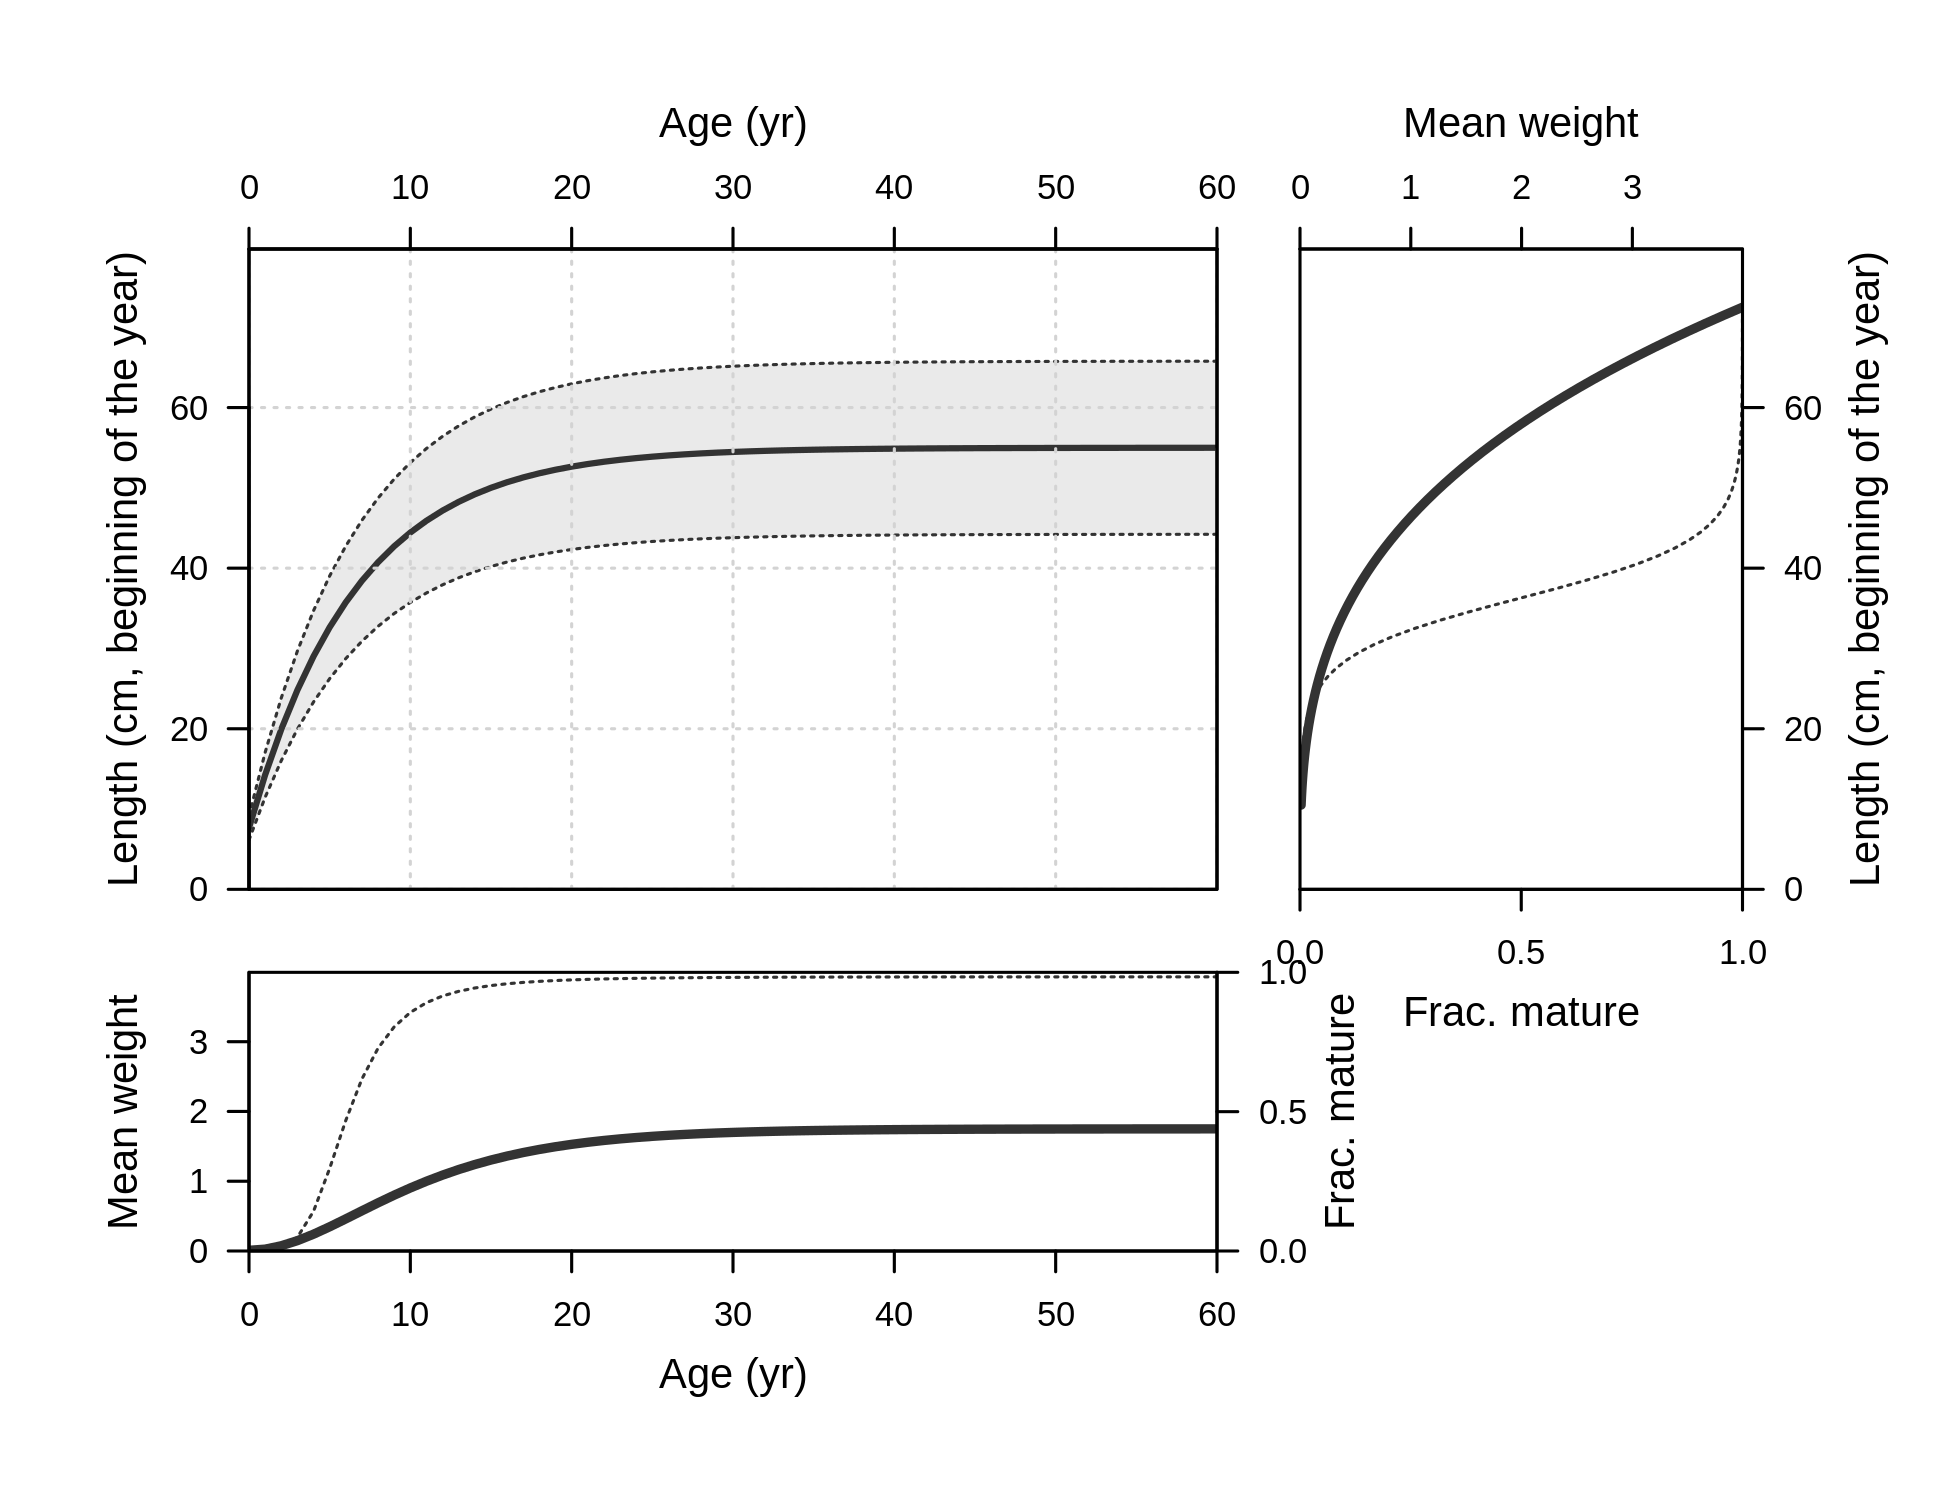 Age (yr)
Mean weight
0 10 20 30 40 50 60
0 1 2 3
Length (cm, beginning of the year)
60
40
20
0
60
40
20
0
Length (cm, beginning of the year)
0.0 0.5 1.0
Frac. mature
Mean weight
3
2
1
0
1.0
0.5
0.0
Frac. mature
0 10 20 30 40 50 60
Age (yr)